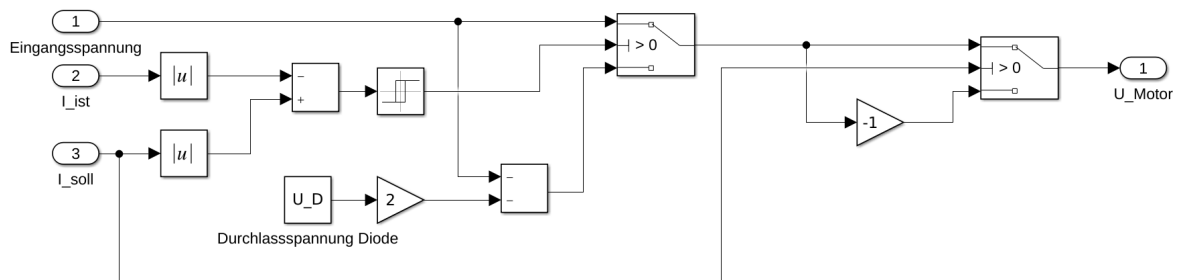 1
Eingangsspannung
2
I_ist
|u|
−
+
> 0
> 0
1
U_Motor
-1
3
I_soll
|u|
−
−
U_D
2
Durchlassspannung Diode